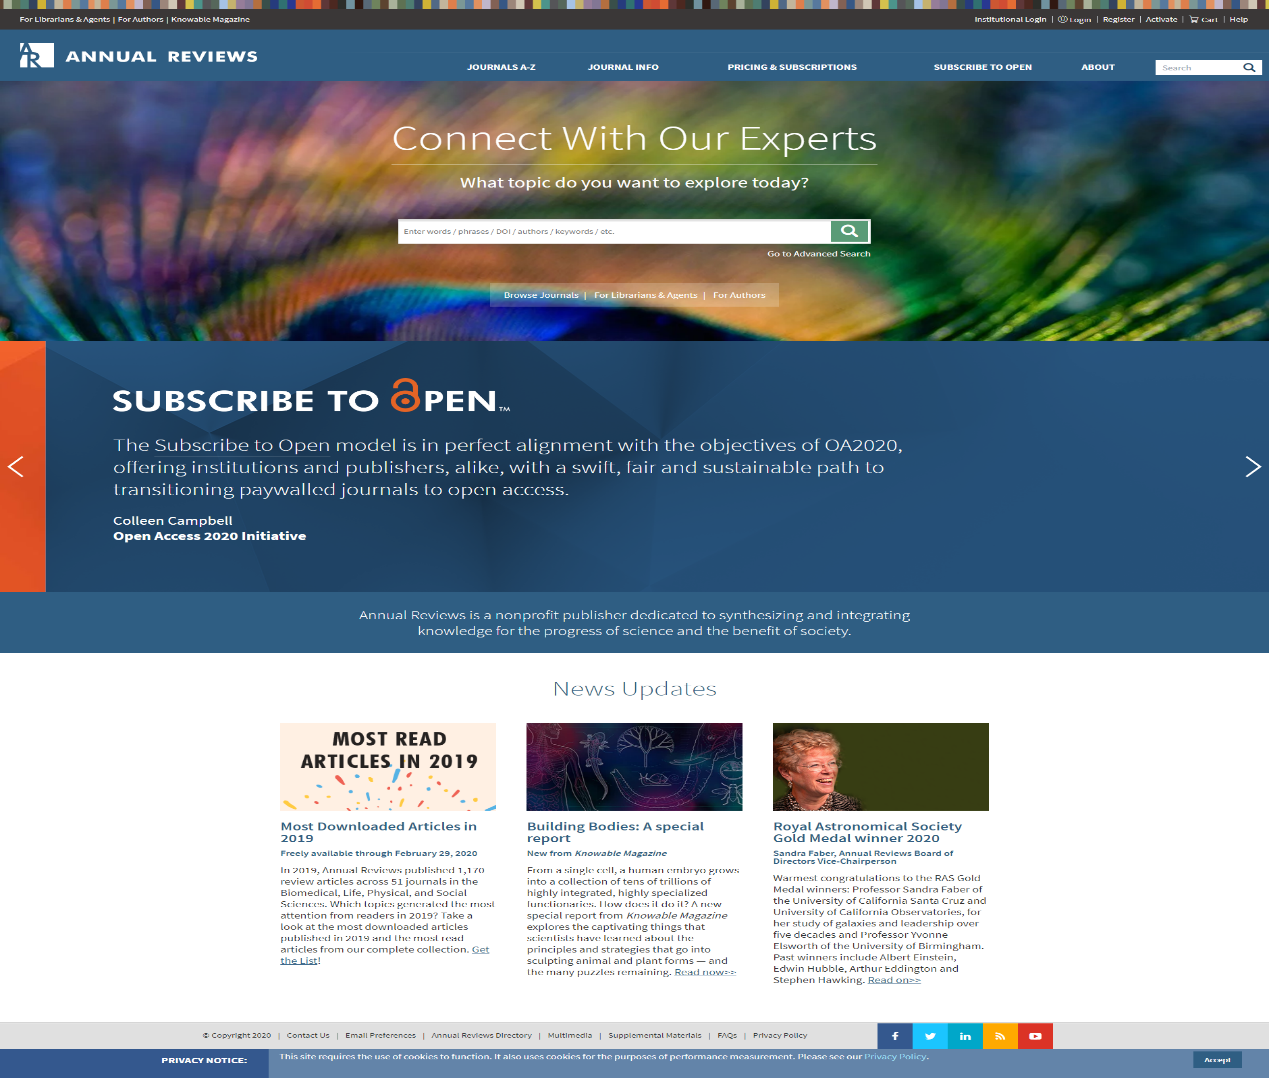 For Librarians & Agents | For Authors | Knowable Magazine
Institutional Login | Login | Register | Activate | Cart | Help
AR ANNUAL REVIEWS
JOURNALS A-Z JOURNAL INFO PRICING & SUBSCRIPTIONS SUBSCRIBE TO OPEN ABOUT Search
Connect With Our Experts
What topic do you want to explore today?
Enter words / phrases / DOI / authors / keywords / etc.
Go to Advanced Search
Browse Journals | For Librarians & Agents | For Authors
SUBSCRIBE TO OPEN™
The Subscribe to Open model is in perfect alignment with the objectives of OA2020,
offering institutions and publishers, alike, with a swift, fair and sustainable path to
transitioning paywalled journals to open access.
Colleen Campbell
Open Access 2020 Initiative
Annual Reviews is a nonprofit publisher dedicated to synthesizing and integrating
knowledge for the progress of science and the benefit of society.
News Updates
MOST READ
ARTICLES IN 2019
Most Downloaded Articles in
2019
Freely available through February 29, 2020
In 2019, Annual Reviews published 1,170
review articles across 51 journals in the
Biomedical, Life, Physical, and Social
Sciences. Which topics generated the most
attention from readers in 2019? Take a
look at the most downloaded articles
published in 2019 and the most read
articles from our complete collection. Get
the List!
Building Bodies: A special
report
New from Knowable Magazine
From a single cell, a human embryo grows
into a collection of tens of trillions of
highly integrated, highly specialized
functionaries. How does it do it? A new
special report from Knowable Magazine
explores the captivating things that
scientists have learned about the
principles and strategies that go into
sculpting animal and plant forms — and
the many puzzles remaining. Read now>>
Royal Astronomical Society
Gold Medal winner 2020
Sandra Faber, Annual Reviews Board of
Directors Vice-Chairperson
Warmest congratulations to the RAS Gold
Medal winners: Professor Sandra Faber of
the University of California Santa Cruz and
University of California Observatories, for
her study of galaxies and leadership over
five decades and Professor Yvonne
Elsworth of the University of Birmingham.
Past winners include Albert Einstein,
Edwin Hubble, Arthur Eddington and
Stephen Hawking. Read on>>
© Copyright 2020 | Contact Us | Email Preferences | Annual Reviews Directory | Multimedia | Supplemental Materials | FAQs | Privacy Policy
PRIVACY NOTICE: This site requires the use of cookies to function. It also uses cookies for the purposes of performance measurement. Please see our Privacy Policy. Accept